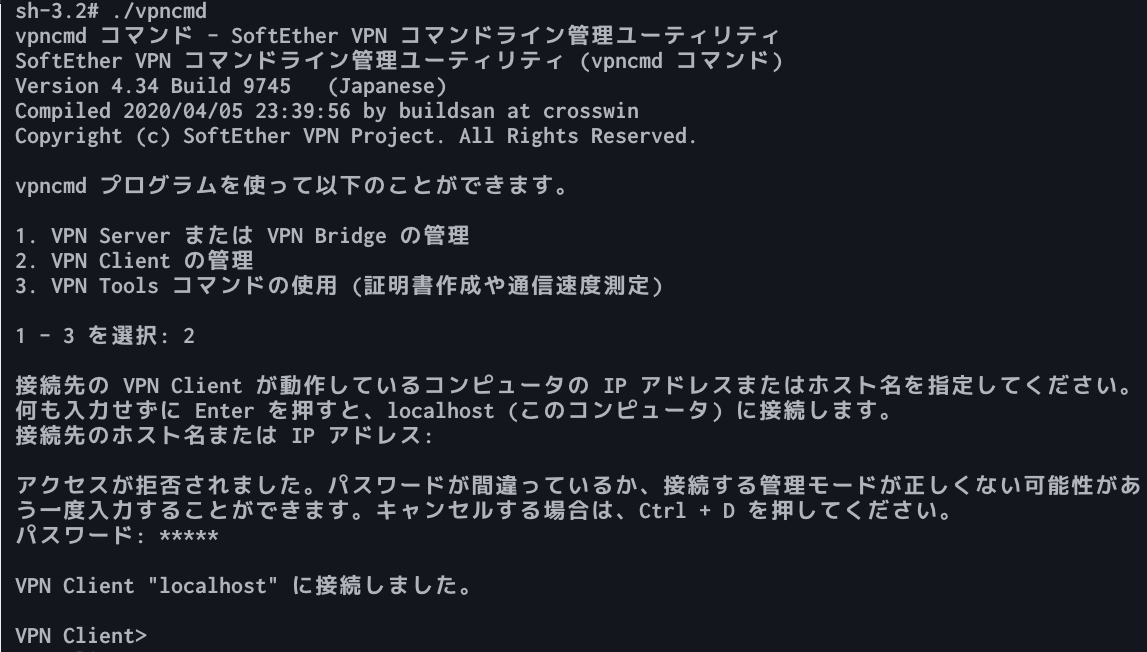 sh-3.2# ./vpncmd
vpncmd コマンド - SoftEther VPN コマンドライン管理ユーティリティ
SoftEther VPN コマンドライン管理ユーティリティ (vpncmd コマンド)
Version 4.34 Build 9745   (Japanese)
Compiled 2020/04/05 23:39:56 by buildsan at crosswin
Copyright (c) SoftEther VPN Project. All Rights Reserved.
vpncmd プログラムを使って以下のことができます。
1. VPN Server または VPN Bridge の管理
2. VPN Client の管理
3. VPN Tools コマンドの使用 (証明書作成や通信速度測定)
1 - 3 を選択: 2
接続先の VPN Client が動作しているコンピュータの IP アドレスまたはホスト名を指定してください。
何も入力せずに Enter を押すと、localhost (このコンピュータ) に接続します。
接続先のホスト名または IP アドレス:
アクセスが拒否されました。パスワードが間違っているか、接続する管理モードが正しくない可能性があ
う一度入力することができます。キャンセルする場合は、Ctrl + D を押してください。
パスワード: *****
VPN Client "localhost" に接続しました。
VPN Client>